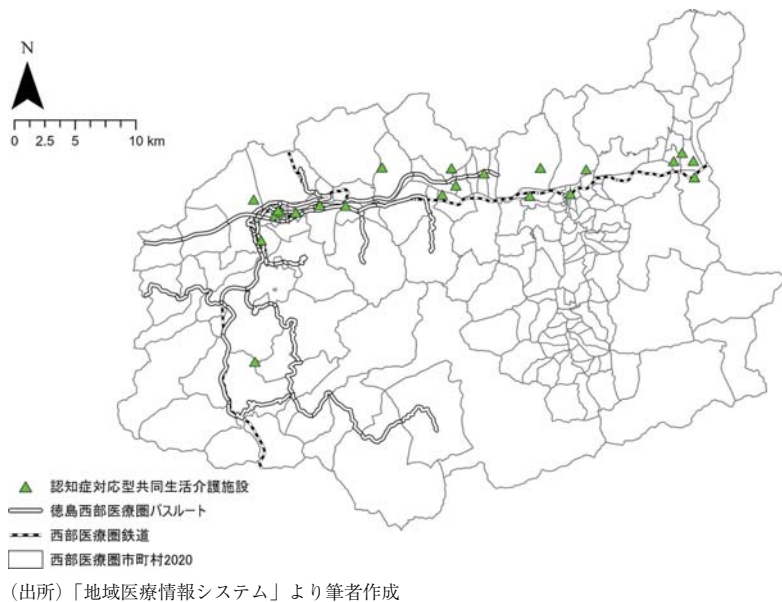 N
0 2.5 5 10 km
認知症対応型共同生活介護施設
徳島西部医療圏バスルート
西部医療圏鉄道
西部医療圏市町村2020
(出所)「地域医療情報システム」より筆者作成